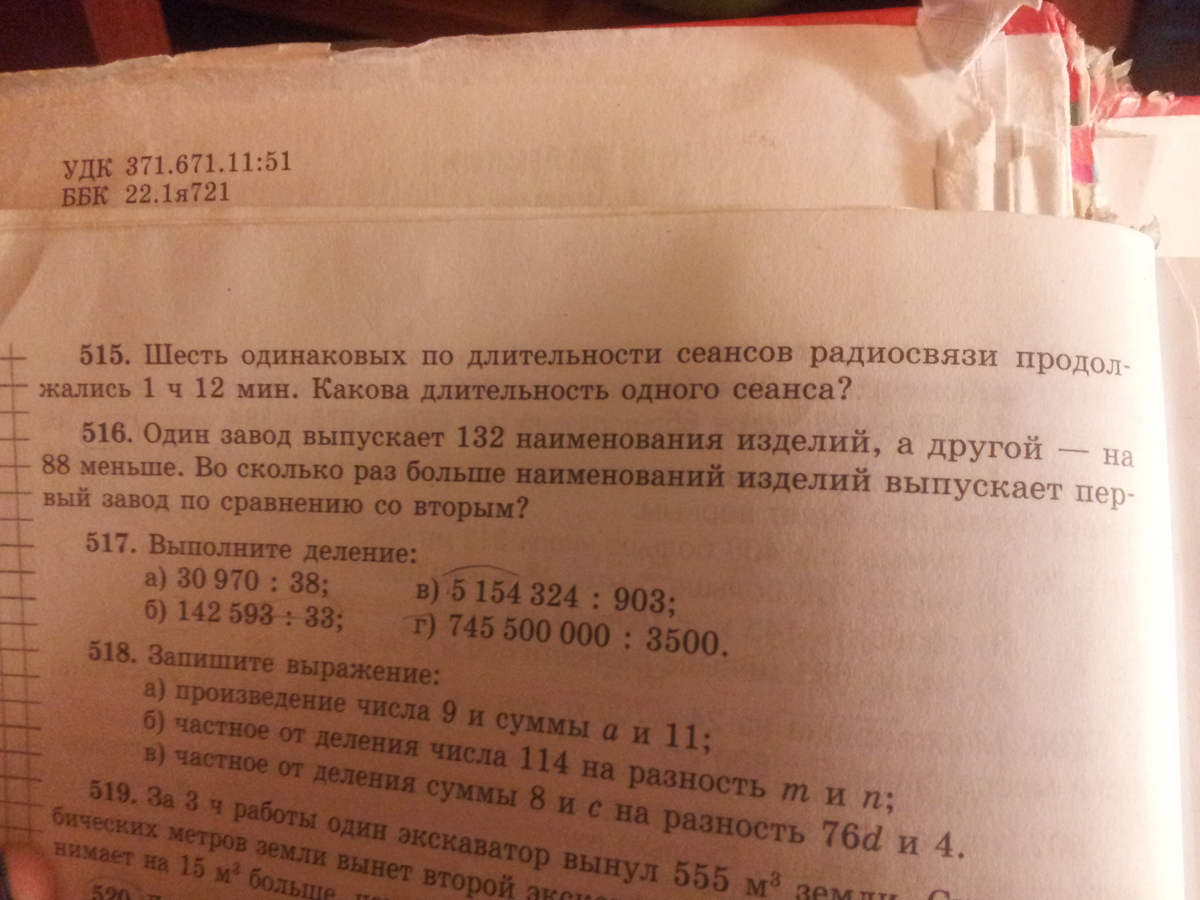 УДК 371.671.11:51
ББК 22.1я721
515. Шесть одинаковых по длительности сеансов радиосвязи продол-
жались 1 ч 12 мин. Какова длительность одного сеанса?
516. Один завод выпускает 132 наименования изделий, а другой — на
88 меньше. Во сколько раз больше наименований изделий выпускает пер-
вый завод по сравнению со вторым?
517. Выполните деление:
а) 30 970 : 38; в) 5 154 324 : 903;
б) 142 593 : 33; г) 745 500 000 : 3500.
518. Запишите выражение:
а) произведение числа 9 и суммы a и 11;
б) частное от деления числа 114 на разность m и n;
в) частное от деления суммы 8 и c на разность 76d и 4.
519. За 3 ч работы один экскаватор вынул 555 м³ земли.
бических метров земли вынет второй
нимает на 15 м³ больше,
520.